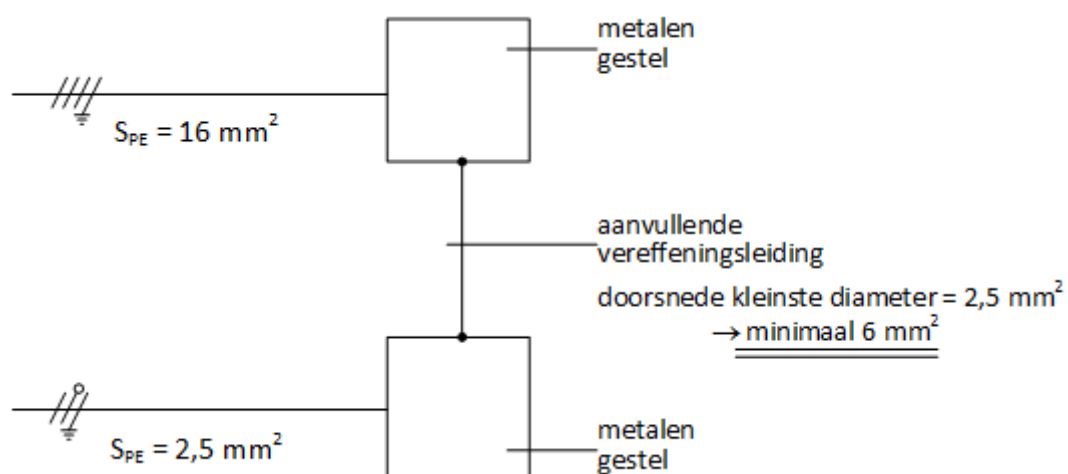 metalen
gestel
S_PE = 16 mm²
aanvullende
vereffeningsleiding
doorsnede kleinste diameter = 2,5 mm²
→ minimaal 6 mm²
S_PE = 2,5 mm²
metalen
gestel